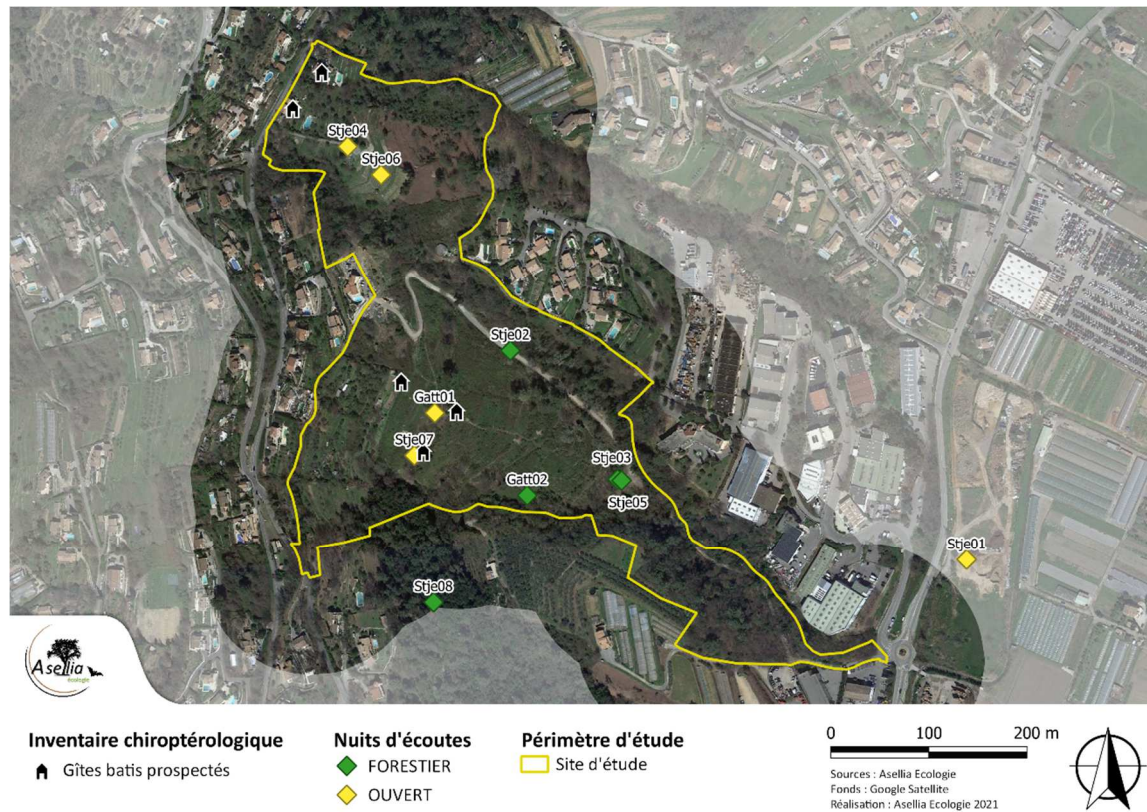 Stje04
Stje06
Stje02
Gatt01
Stje07
Stje03
Gatt02
Stje05
Stje01
Stje08
Asellia
écologie
Inventaire chiroptérologique
Gîtes batis prospectés
Nuits d'écoutes
FORESTIER
OUVERT
Périmètre d'étude
Site d'étude
0 100 200 m
Sources : Asellia Ecologie
Fonds : Google Satellite
Réalisation : Asellia Ecologie 2021